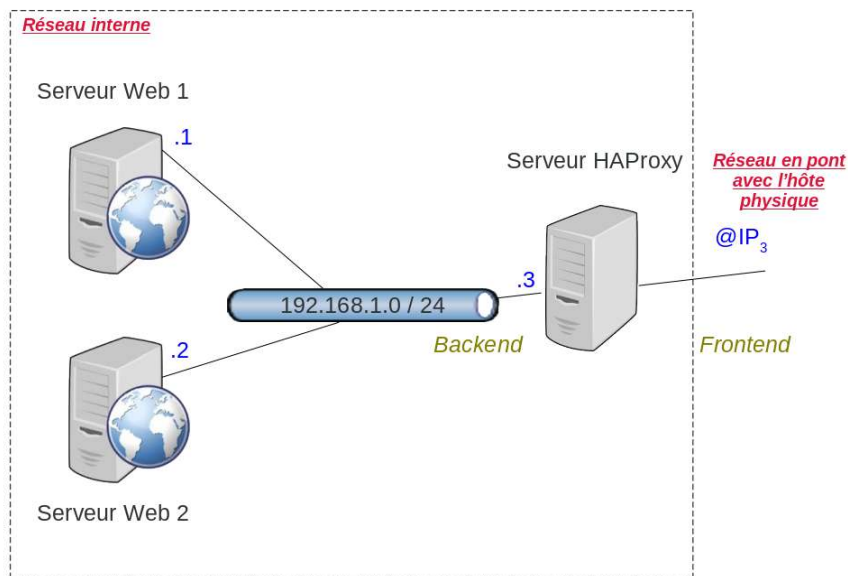 Réseau interne
Serveur Web 1
.1
Serveur HAProxy
Réseau en pont
avec l'hôte
physique
@IP3
.3
192.168.1.0 / 24
.2
Backend
Frontend
Serveur Web 2